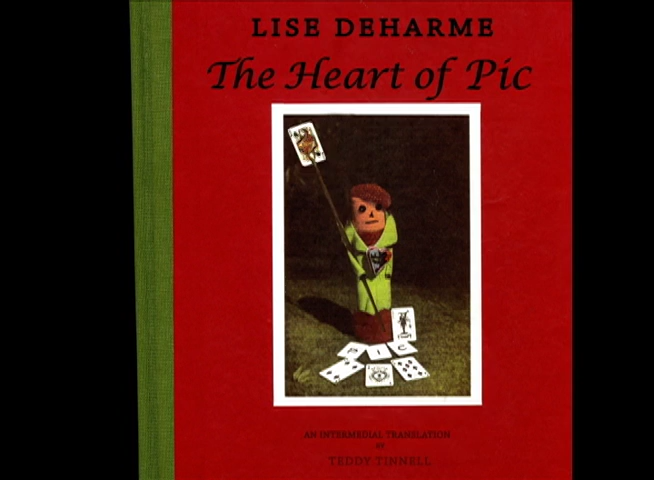 LISE DEHARME
The Heart of Pic
P I C
AN INTERMEDIAL TRANSLATION
BY
TEDDY TINNELL